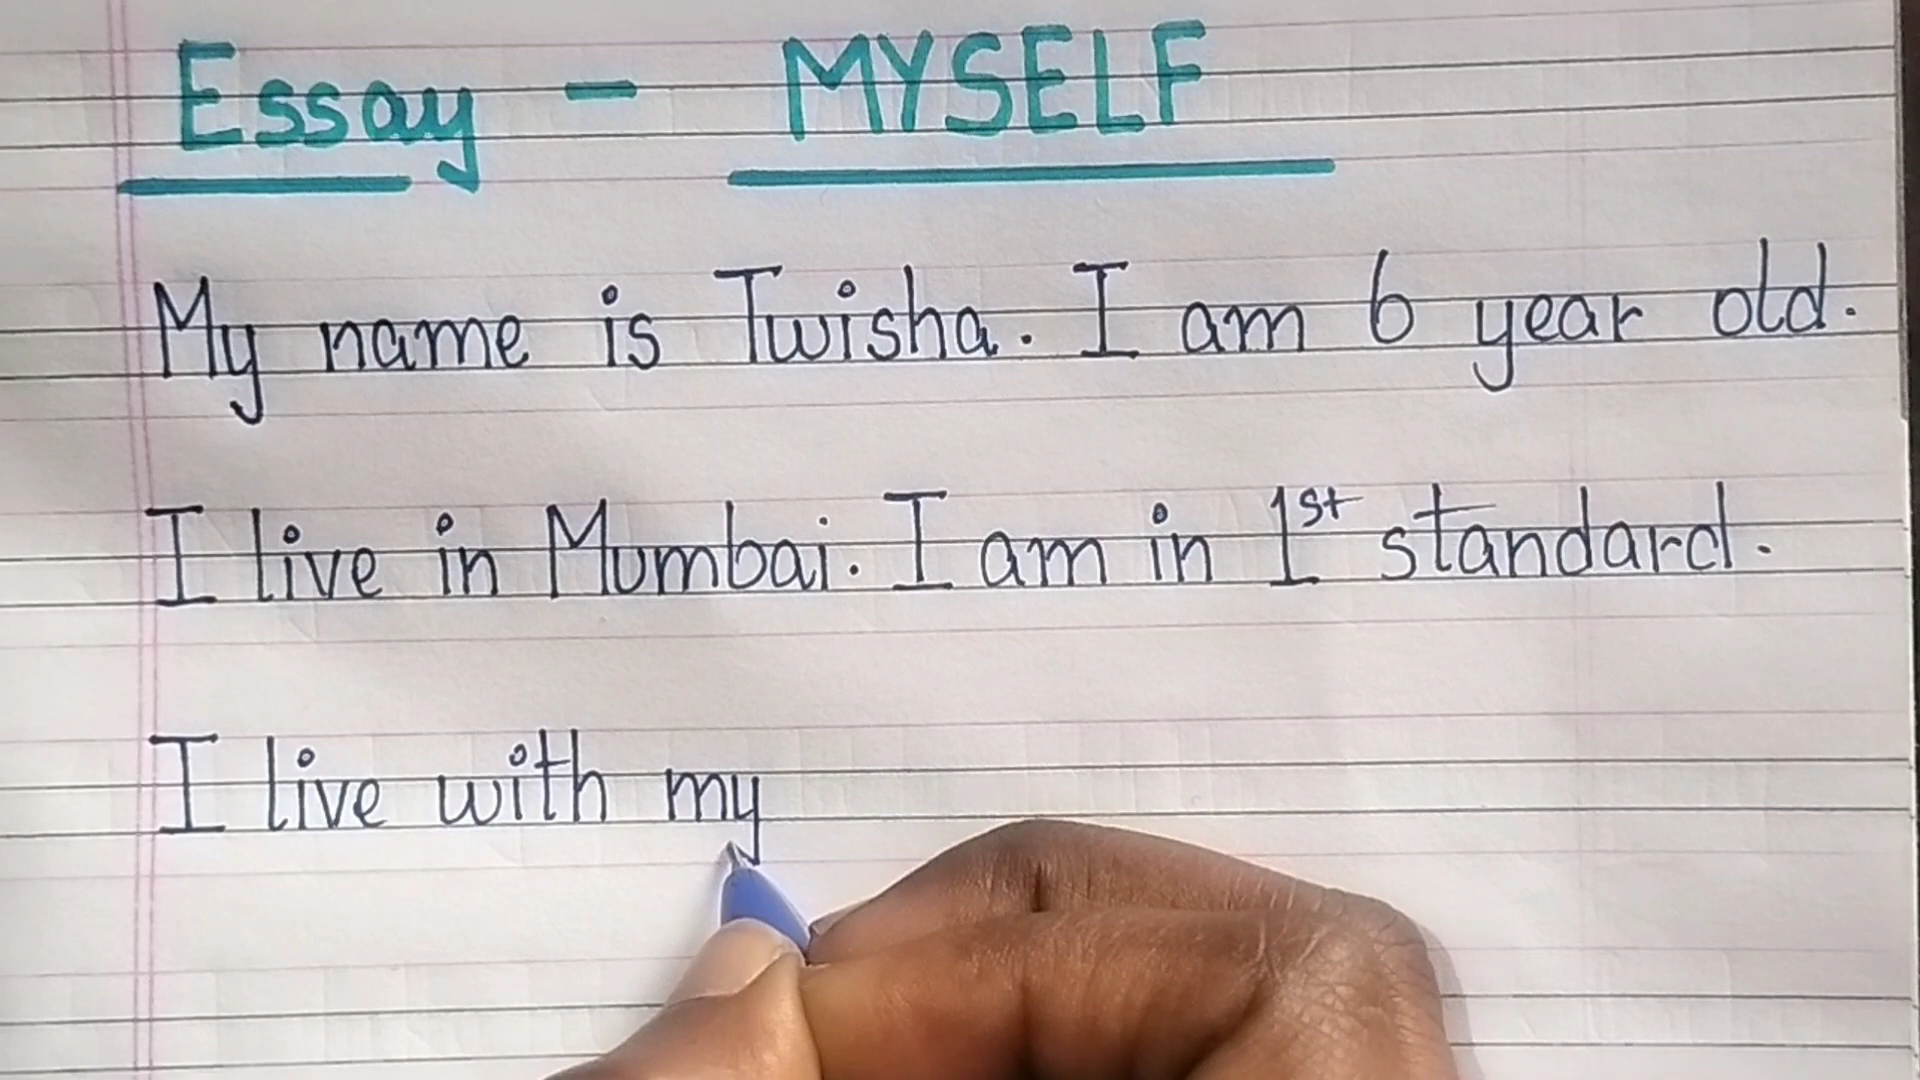 Essay - MYSELF
My name is Twisha. I am 6 year old.
I live in Mumbai. I am in 1st standard.
I live with my